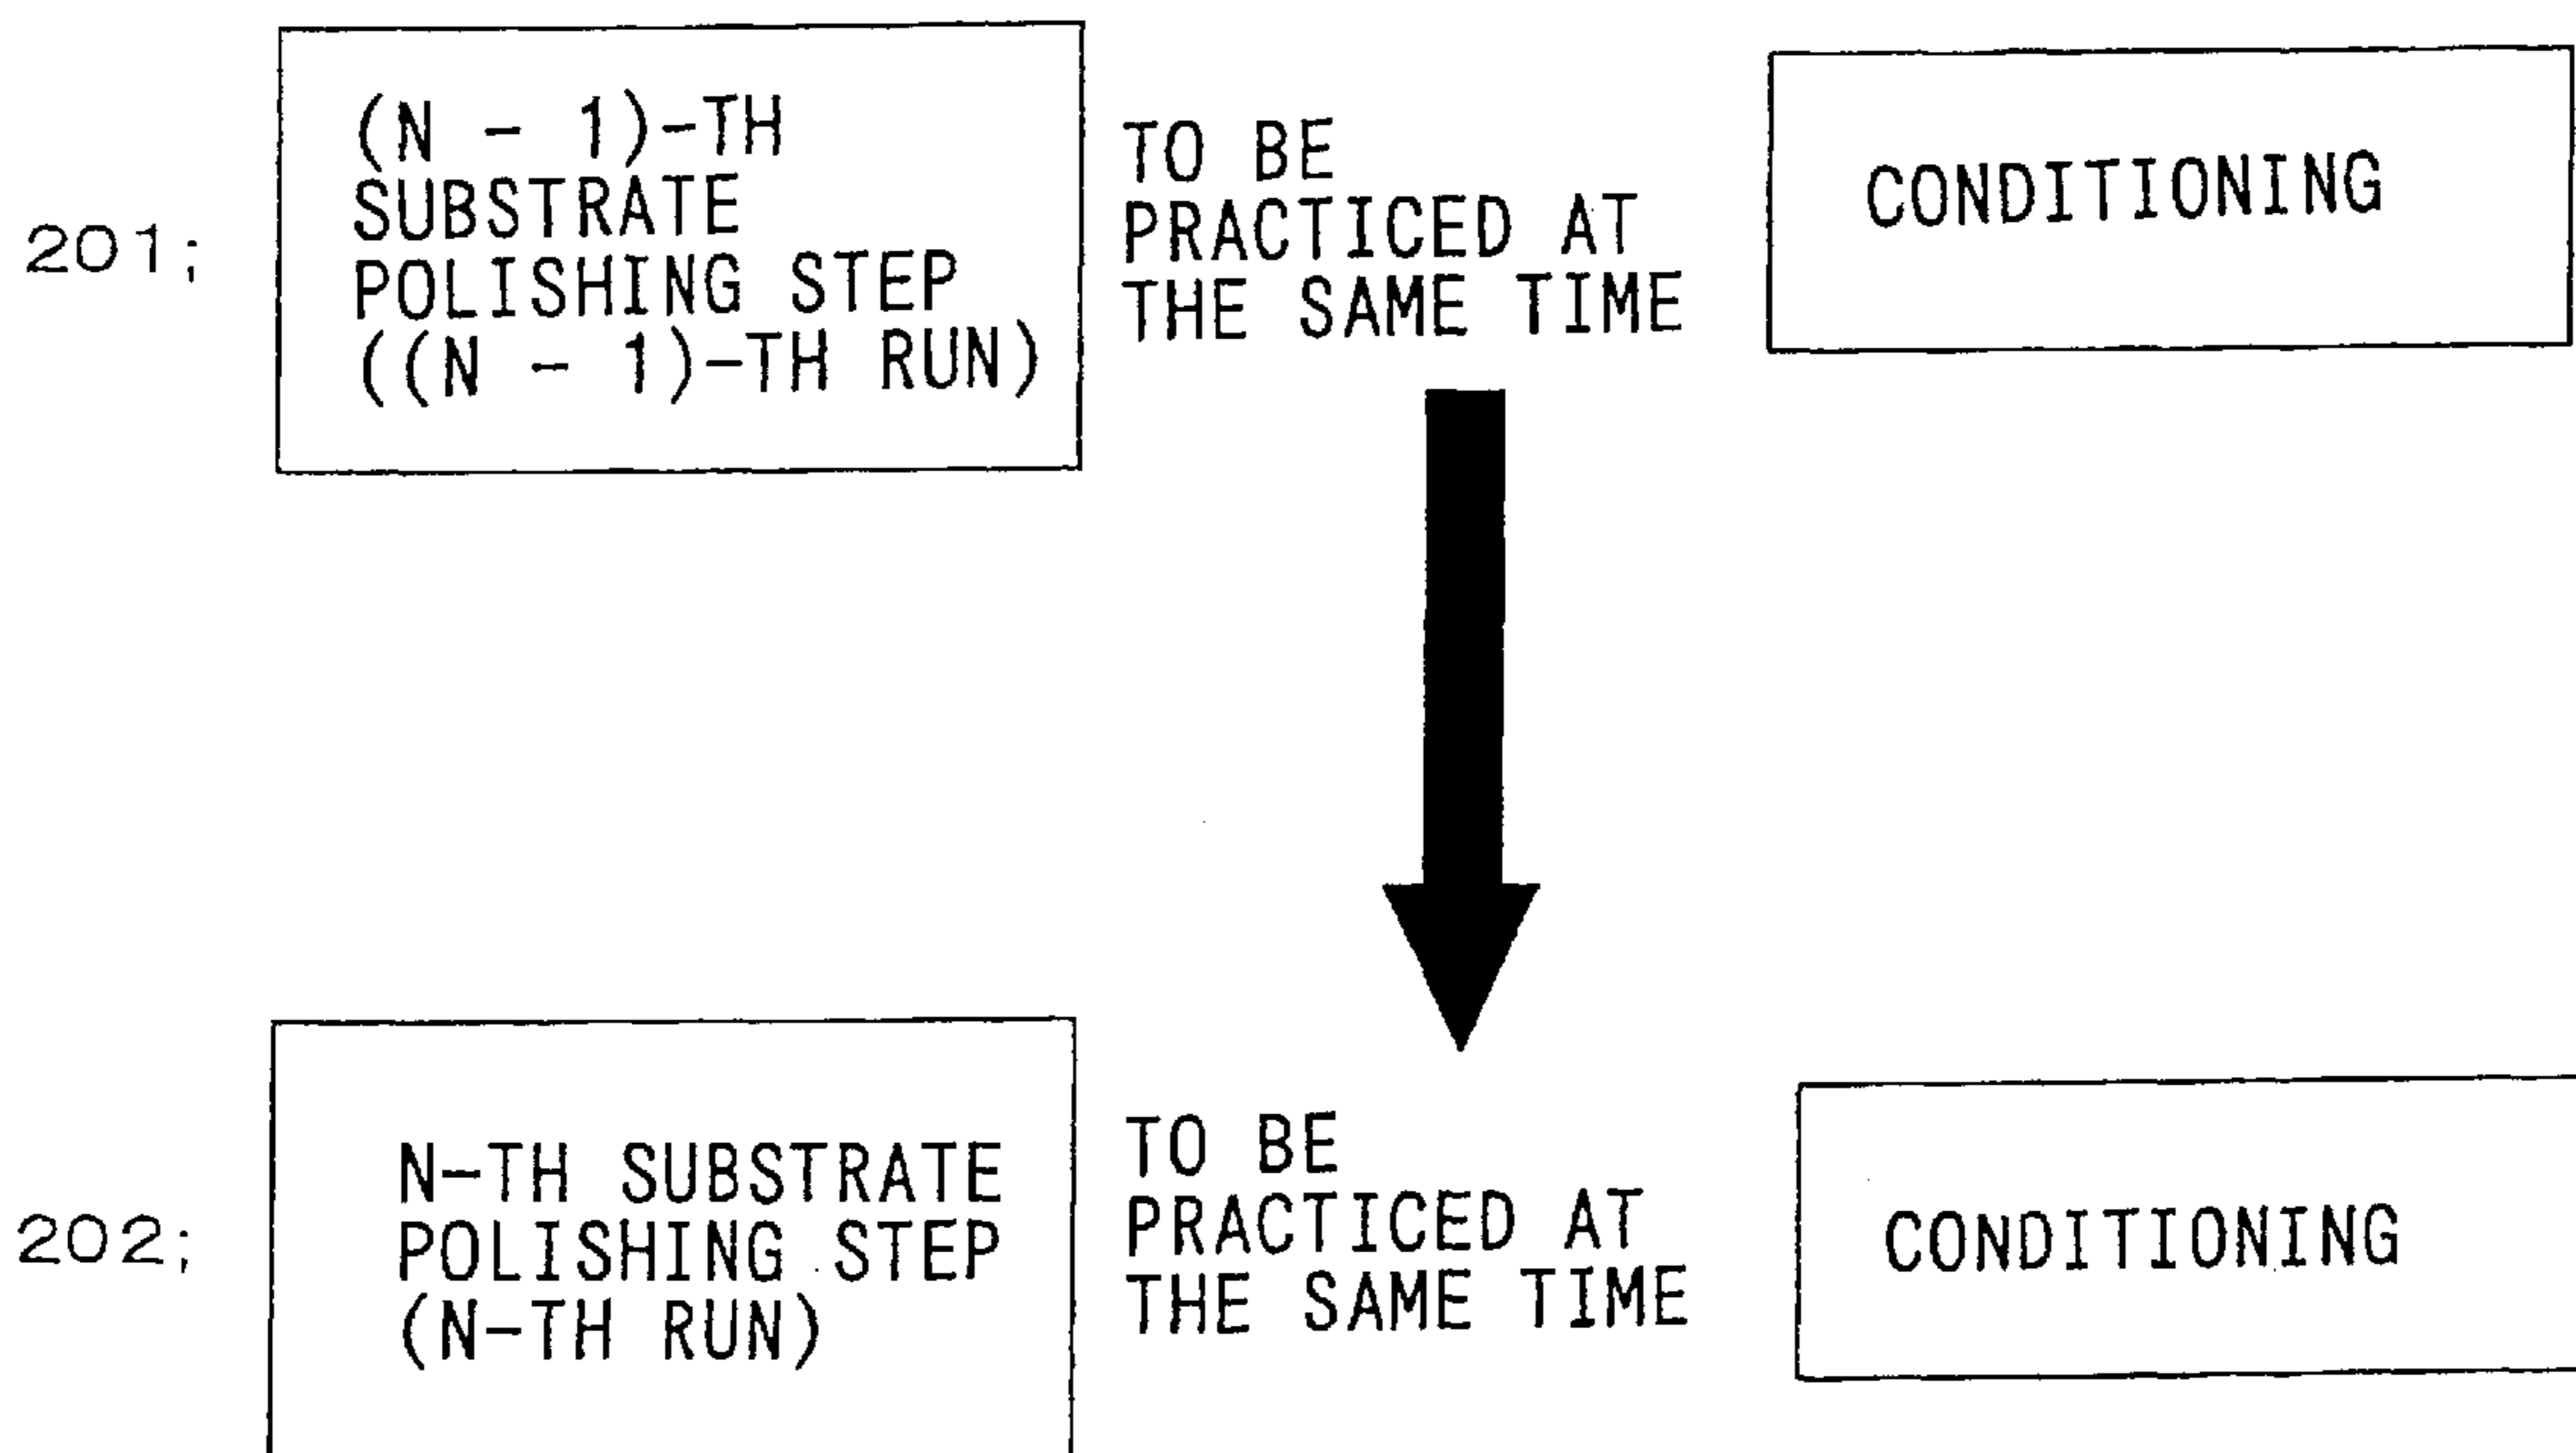 201;
(N - 1)-TH
SUBSTRATE
POLISHING STEP
((N - 1)-TH RUN)
TO BE
PRACTICED AT
THE SAME TIME
CONDITIONING
202;
N-TH SUBSTRATE
POLISHING STEP
(N-TH RUN)
TO BE
PRACTICED AT
THE SAME TIME
CONDITIONING